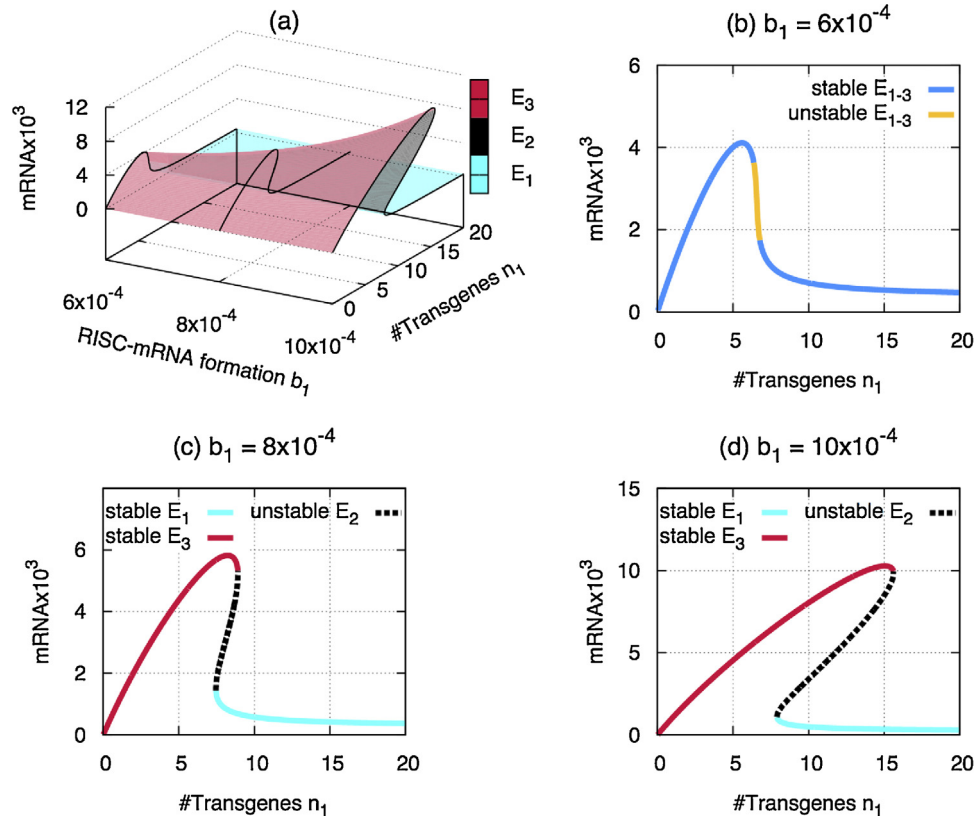 (a)
mRNAx10³
12
8
4
0
E₃
E₂
E₁
6x10⁻⁴
8x10⁻⁴
10x10⁻⁴
RISC-mRNA formation b₁
0
5
10
15
20
#Transgenes n₁
(b) b₁ = 6x10⁻⁴
stable E₁₋₃
unstable E₁₋₃
mRNAx10³
6
4
2
0
0 5 10 15 20
#Transgenes n₁
(c) b₁ = 8x10⁻⁴
stable E₁ unstable E₂
stable E₃
mRNAx10³
6
4
2
0
0 5 10 15 20
#Transgenes n₁
(d) b₁ = 10x10⁻⁴
15
stable E₁ unstable E₂
stable E₃
mRNAx10³
10
5
0
0 5 10 15 20
#Transgenes n₁